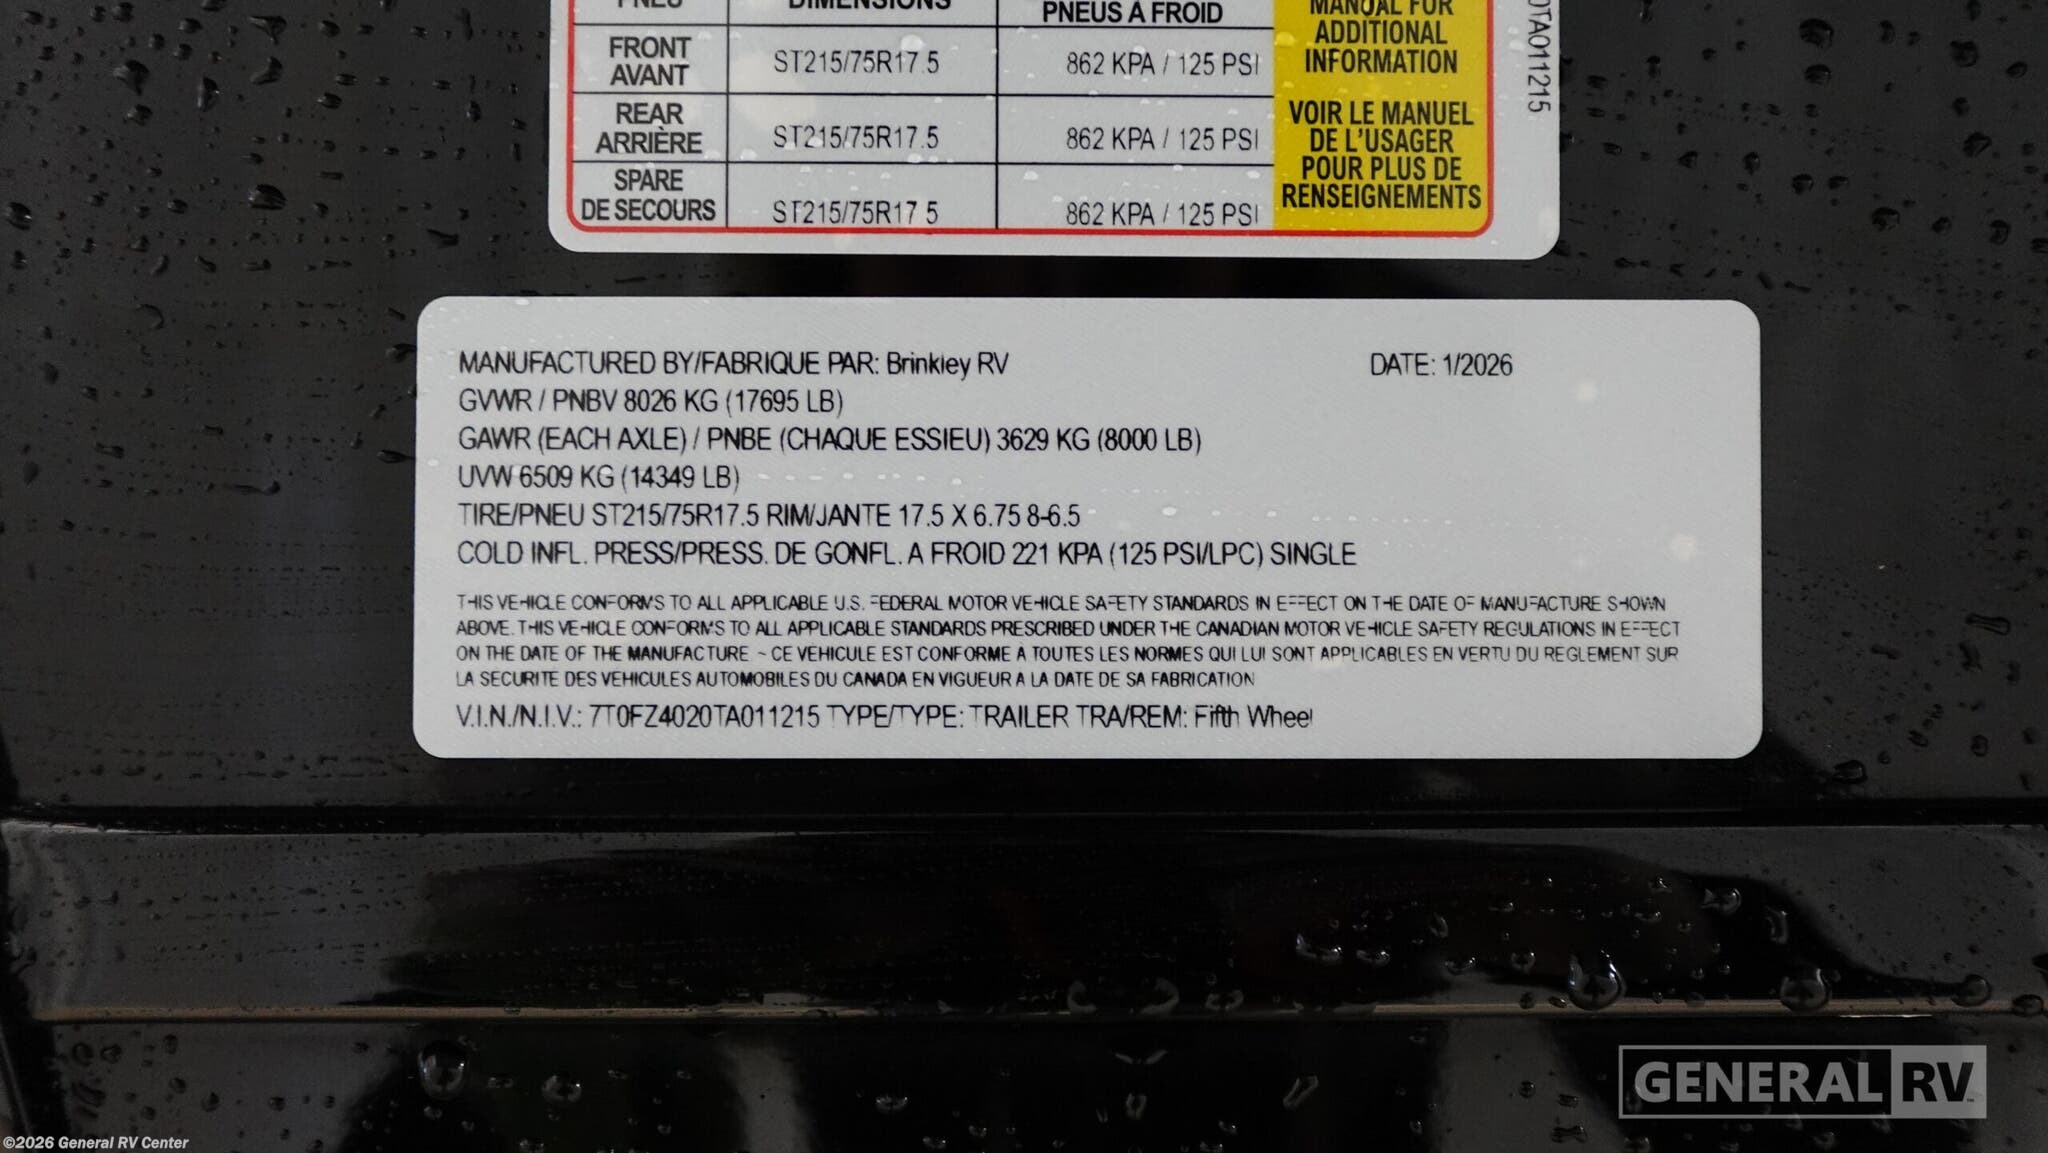 PNEU DIMENSIONS PNEUS A FROID
MANUAL FOR
ADDITIONAL
INFORMATION
FRONT
AVANT ST215/75R17.5 862 KPA / 125 PSI
REAR
ARRIÈRE ST215/75R17.5 862 KPA / 125 PSI
SPARE
DE SECOURS ST215/75R17.5 862 KPA / 125 PSI
VOIR LE MANUEL
DE L'USAGER
POUR PLUS DE
RENSEIGNEMENTS
0TA011215
MANUFACTURED BY/FABRIQUE PAR: Brinkley RV DATE: 1/2026
GVWR / PNBV 8026 KG (17695 LB)
GAWR (EACH AXLE) / PNBE (CHAQUE ESSIEU) 3629 KG (8000 LB)
UVW 6509 KG (14349 LB)
TIRE/PNEU ST215/75R17.5 RIM/JANTE 17.5 X 6.75 8-6.5
COLD INFL. PRESS/PRESS. DE GONFL. A FROID 221 KPA (125 PSI/LPC) SINGLE
THIS VEHICLE CONFORMS TO ALL APPLICABLE U.S. FEDERAL MOTOR VEHICLE SAFETY STANDARDS IN EFFECT ON THE DATE OF MANUFACTURE SHOWN
ABOVE. THIS VEHICLE CONFORMS TO ALL APPLICABLE STANDARDS PRESCRIBED UNDER THE CANADIAN MOTOR VEHICLE SAFETY REGULATIONS IN EFFECT
ON THE DATE OF THE MANUFACTURE ~ CE VEHICULE EST CONFORME À TOUTES LES NORMES QUI LUI SONT APPLICABLES EN VERTU DU REGLEMENT SUR
LA SECURITE DES VEHICULES AUTOMOBILES DU CANADA EN VIGUEUR A LA DATE DE SA FABRICATION
V.I.N./N.I.V.: 7T0FZ4020TA011215 TYPE/TYPE: TRAILER TRA/REM: Fifth Wheel
GENERAL RV
©2026 General RV Center